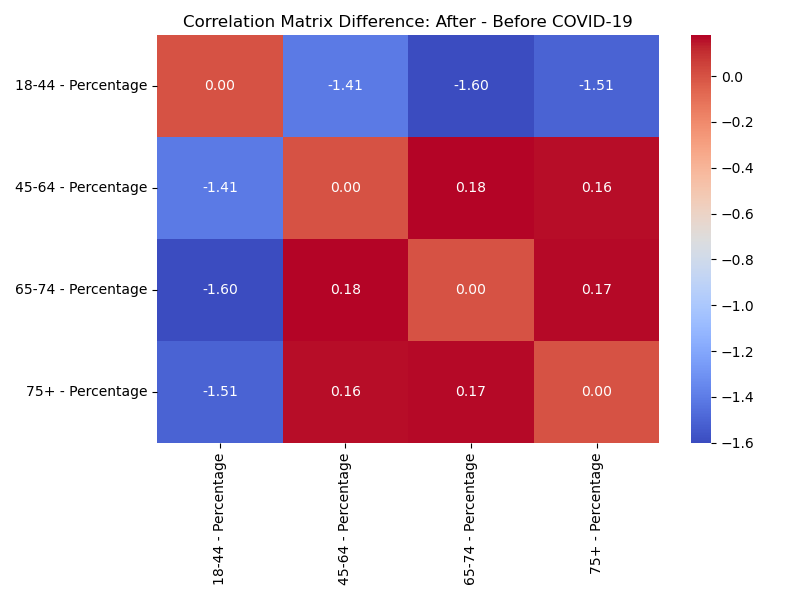 Correlation Matrix Difference: After - Before COVID-19
18-44 - Percentage
0.00 -1.41 -1.60 -1.51
45-64 - Percentage
-1.41 0.00 0.18 0.16
65-74 - Percentage
-1.60 0.18 0.00 0.17
75+ - Percentage
-1.51 0.16 0.17 0.00
18-44 - Percentage
45-64 - Percentage
65-74 - Percentage
75+ - Percentage
0.0
−0.2
−0.4
−0.6
−0.8
−1.0
−1.2
−1.4
−1.6